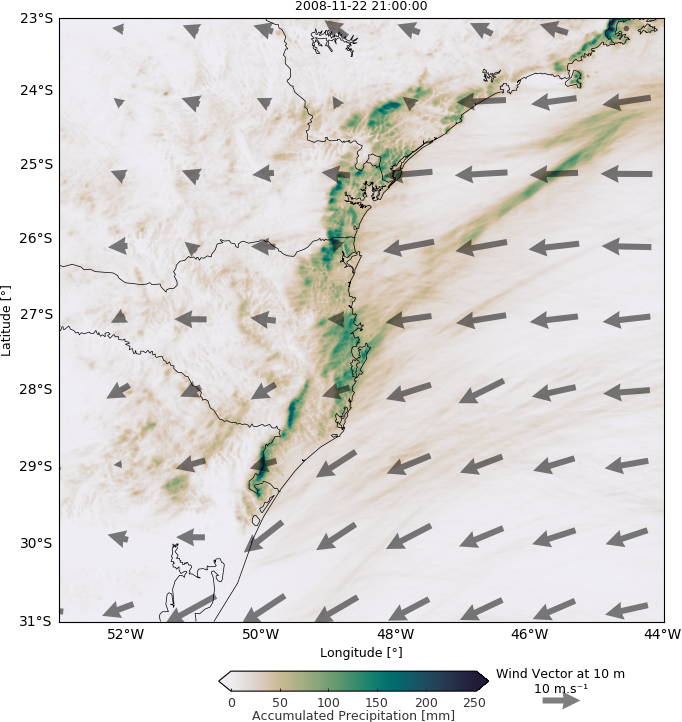 2008-11-22 21:00:00
23°S
24°S
25°S
26°S
27°S
28°S
29°S
30°S
31°S
Latitude [°]
52°W 50°W 48°W 46°W 44°W
Longitude [°]
Wind Vector at 10 m
10 m.s⁻¹
0 50 100 150 200 250
Accumulated Precipitation [mm]